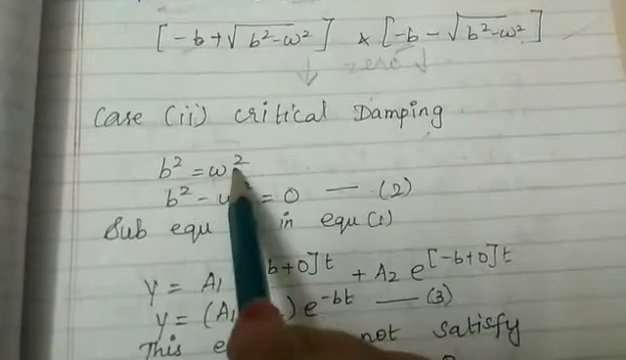 [-b+√b²-ω²] × [-b-√b²-ω²]
↓ zero ↓
Case (ii) critical Damping
b² = ω²
b² - = 0 — (2)
Sub equ in equ(1)
y = A₁ b+0]t + A₂ e[-b+0]t
y = (A₁ ) e-bt — (3)
This not satisfy